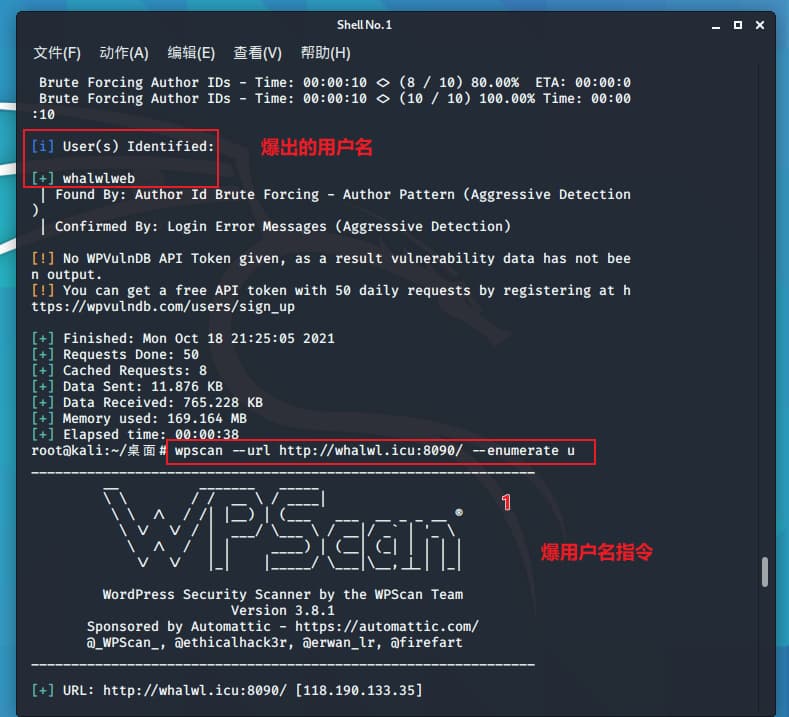 Shell No.1
文件(F) 动作(A) 编辑(E) 查看(V) 帮助(H)
Brute Forcing Author IDs - Time: 00:00:10 <> (8 / 10) 80.00%  ETA: 00:00:0
Brute Forcing Author IDs - Time: 00:00:10 <> (10 / 10) 100.00% Time: 00:00
:10
[i] User(s) Identified:
爆出的用户名
[+] whalwlweb
| Found By: Author Id Brute Forcing - Author Pattern (Aggressive Detection
)
| Confirmed By: Login Error Messages (Aggressive Detection)
[!] No WPVulnDB API Token given, as a result vulnerability data has not bee
n output.
[!] You can get a free API token with 50 daily requests by registering at h
ttps://wpvulndb.com/users/sign_up
[+] Finished: Mon Oct 18 21:25:05 2021
[+] Requests Done: 50
[+] Cached Requests: 8
[+] Data Sent: 11.876 KB
[+] Data Received: 765.228 KB
[+] Memory used: 169.164 MB
[+] Elapsed time: 00:00:38
root@kali:~/桌面# wpscan --url http://whalwl.icu:8090/ --enumerate u
1
WPScan ®
爆用户名指令
WordPress Security Scanner by the WPScan Team
Version 3.8.1
Sponsored by Automattic - https://automattic.com/
@_WPScan_, @ethicalhack3r, @erwan_lr, @firefart
[+] URL: http://whalwl.icu:8090/ [118.190.133.35]